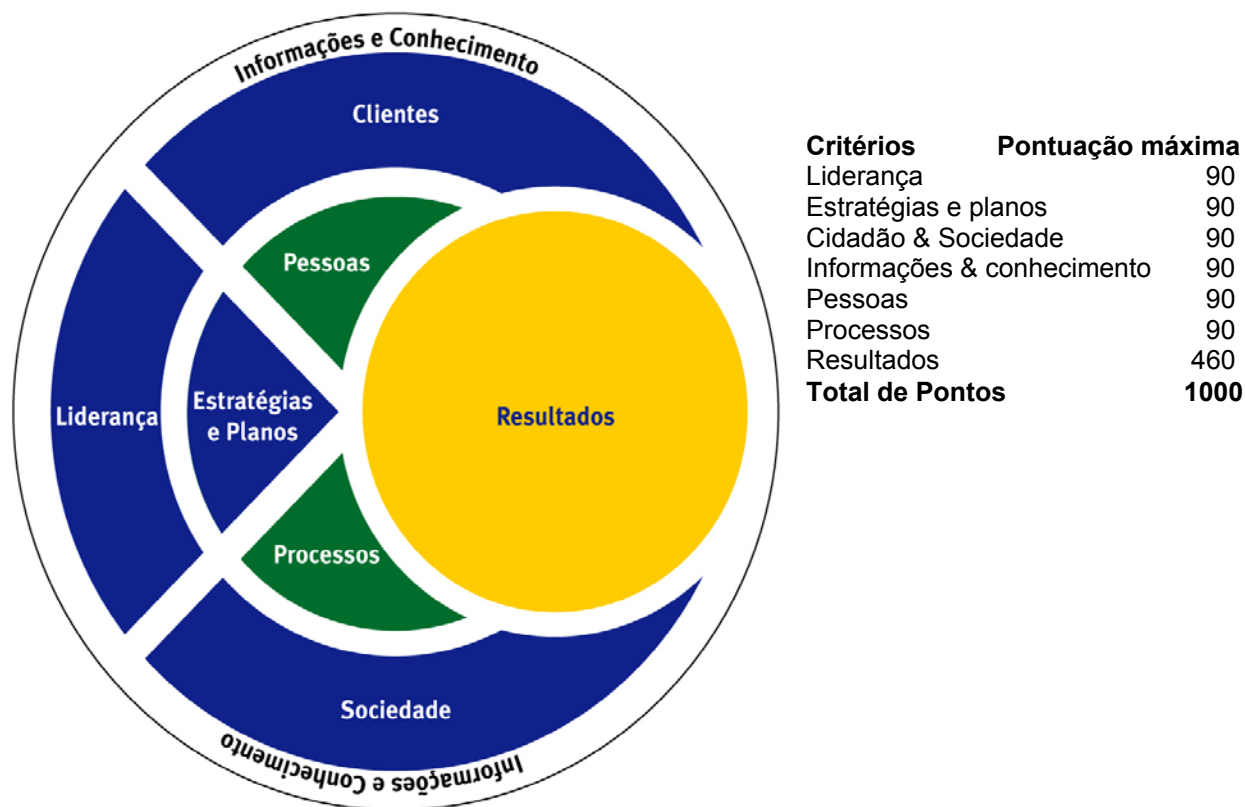 Informações e Conhecimento
Clientes
Pessoas
Liderança
Estratégias
e Planos
Resultados
Processos
Sociedade
Informações e Conhecimento
Critérios Pontuação máxima
Liderança 90
Estratégias e planos 90
Cidadão & Sociedade 90
Informações & conhecimento 90
Pessoas 90
Processos 90
Resultados 460
Total de Pontos 1000